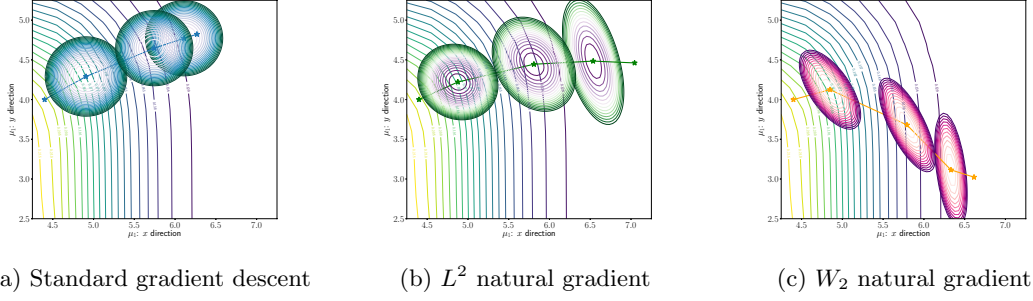 5.0
4.5
4.0
3.5
3.0
2.5
μ₁: y direction
4.5 5.0 5.5 6.0 6.5 7.0
μ₁: x direction
5.0
4.5
4.0
3.5
3.0
2.5
μ₁: y direction
4.5 5.0 5.5 6.0 6.5 7.0
μ₁: x direction
5.0
4.5
4.0
3.5
3.0
2.5
μ₁: y direction
4.5 5.0 5.5 6.0 6.5 7.0
μ₁: x direction
a) Standard gradient descent
(b) L² natural gradient
(c) W₂ natural gradient